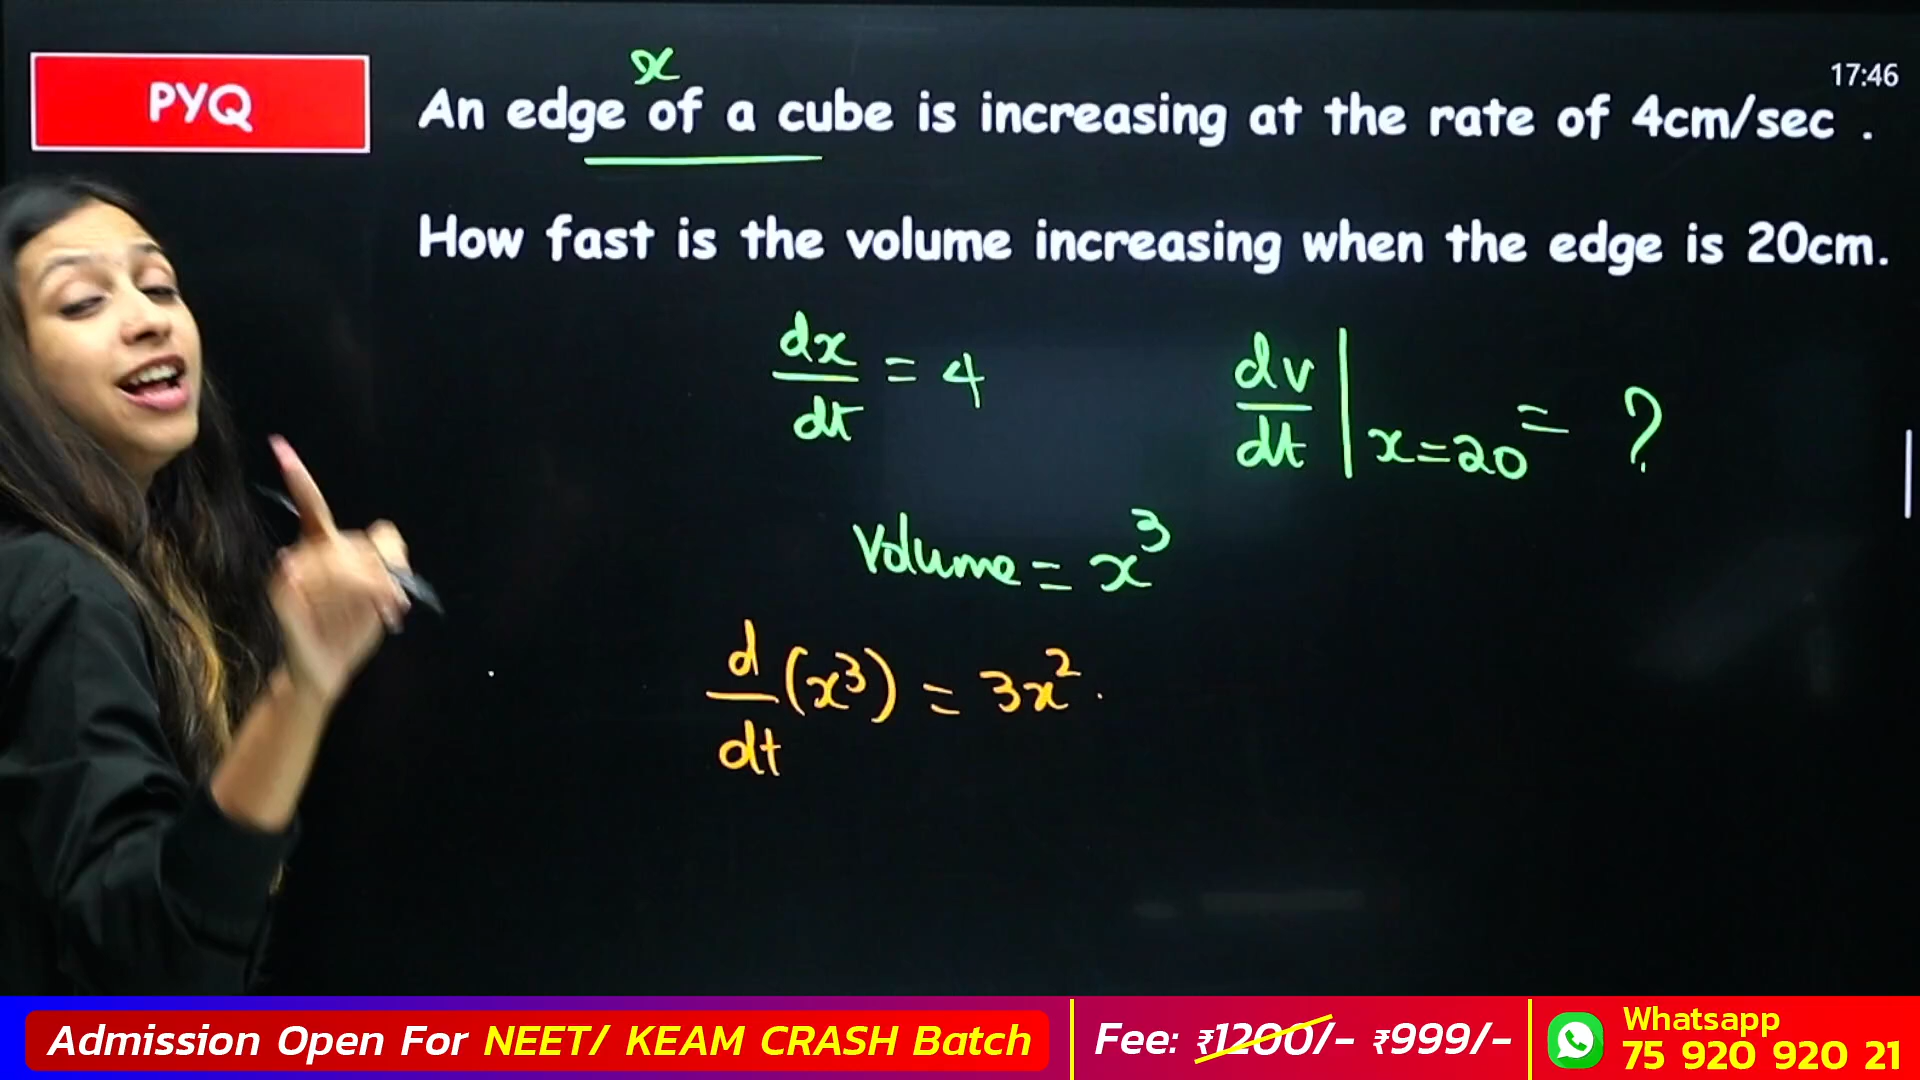 PYQ
17:46
x
An edge of a cube is increasing at the rate of 4cm/sec .
How fast is the volume increasing when the edge is 20cm.
dx/dt = 4
dv/dt | x=20 = ?
Volume = x³
d/dt (x³) = 3x² .
Admission Open For NEET/ KEAM CRASH Batch
Fee: ₹1200/- ₹999/-
Whatsapp
75 920 920 21